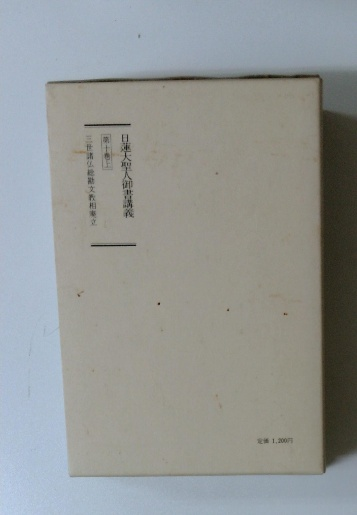 日蓮大聖人御書講義
第十巻上
三世諸仏総勘文教相廃立
定価 1,200円